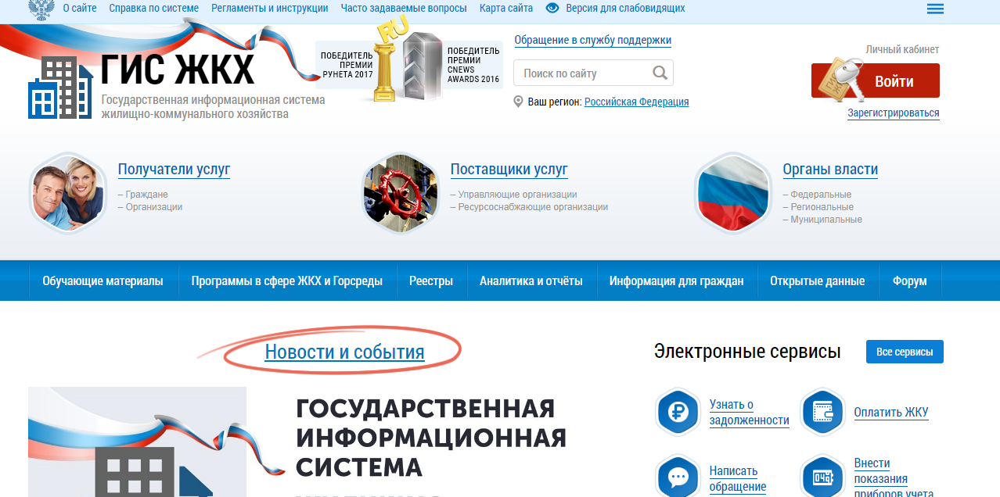 О сайте Справка по системе Регламенты и инструкции Часто задаваемые вопросы Карта сайта Версия для слабовидящих
ГИС ЖКХ
Государственная информационная система
жилищно-коммунального хозяйства
ПОБЕДИТЕЛЬ
ПРЕМИИ
РУНЕТА 2017
RU
ПОБЕДИТЕЛЬ
ПРЕМИИ
CNEWS
AWARDS 2016
Обращение в службу поддержки
Поиск по сайту
Ваш регион: Российская Федерация
Личный кабинет
Войти
Зарегистрироваться
Получатели услуг
– Граждане
– Организации
Поставщики услуг
– Управляющие организации
– Ресурсоснабжающие организации
Органы власти
– Федеральные
– Региональные
– Муниципальные
Обучающие материалы Программы в сфере ЖКХ и Горсреды Реестры Аналитика и отчёты Информация для граждан Открытые данные Форум
Новости и события
ГОСУДАРСТВЕННАЯ
ИНФОРМАЦИОННАЯ
СИСТЕМА
Электронные сервисы
Все сервисы
Узнать о
задолженности
Оплатить ЖКУ
Написать
обращение
Внести
показания
приборов учета